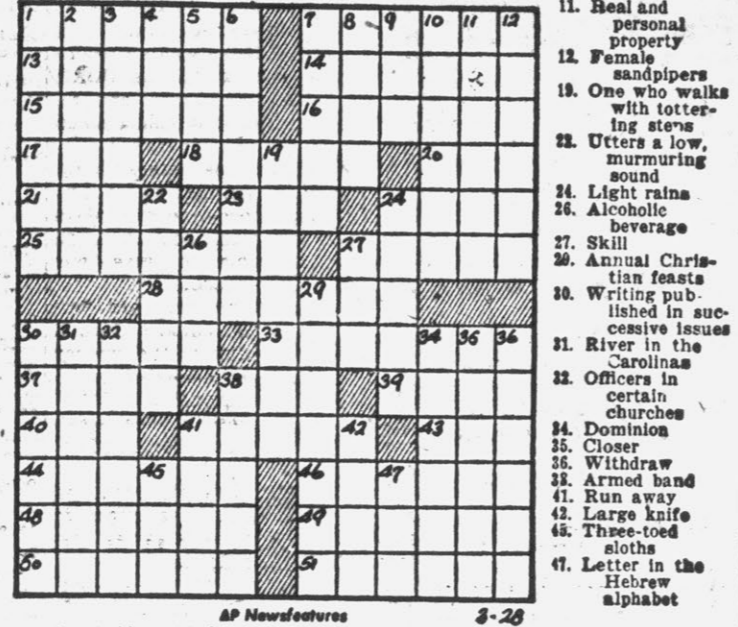 1 2 3 4 5 6 7 8 9 10 11 12
13 14
15 16
17 18 19 20
21 22 23 24
25 26 27
28 29
30 31 32 33 34 35 36
37 38 39
40 41 42 43
44 45 46 47
48 49
50 51
AP Newsfeatures 3-28
11. Real and
personal
property
12. Female
sandpipers
19. One who walks
with totter-
ing steps
22. Utters a low,
murmuring
sound
24. Light rains
26. Alcoholic
beverage
27. Skill
29. Annual Chris-
tian feasts
30. Writing pub-
lished in suc-
cessive issues
31. River in the
Carolinas
32. Officers in
certain
churches
34. Dominion
35. Closer
36. Withdraw
38. Armed band
41. Run away
42. Large knife
45. Three-toed
sloths
47. Letter in the
Hebrew
alphabet